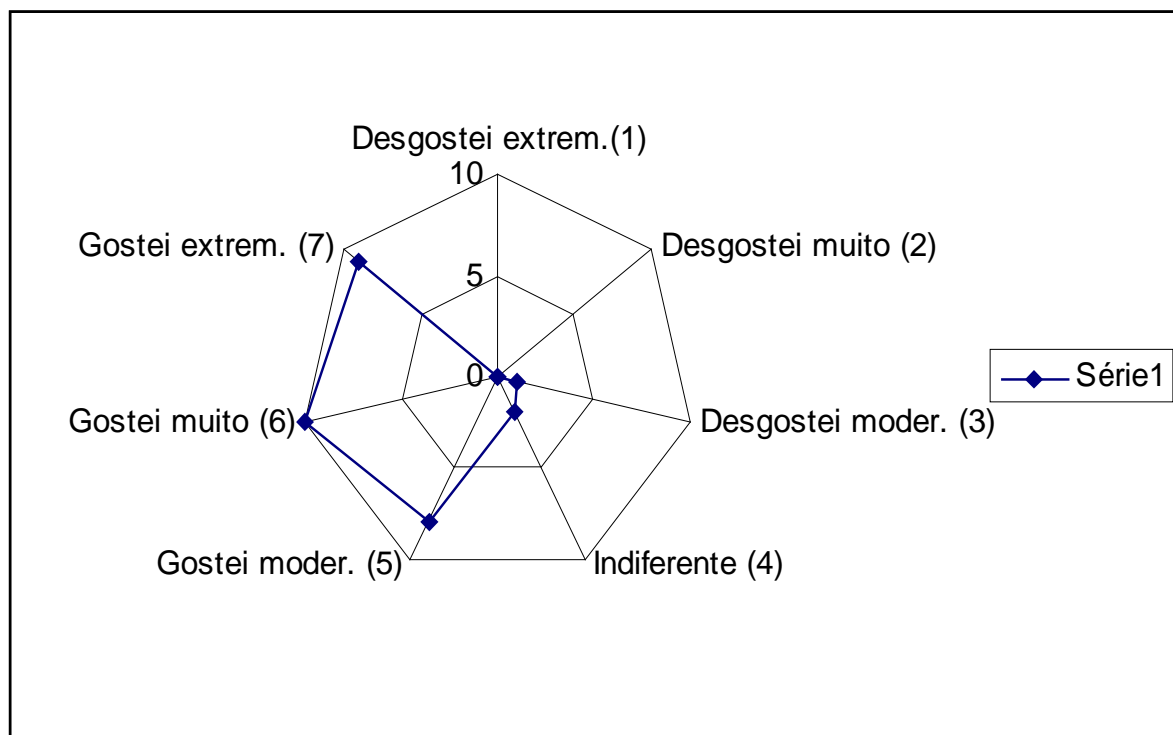 Desgostei extrem.(1)
10
Gostei extrem. (7)
Desgostei muito (2)
5
0
Série1
Gostei muito (6)
Desgostei moder. (3)
Gostei moder. (5)
Indiferente (4)